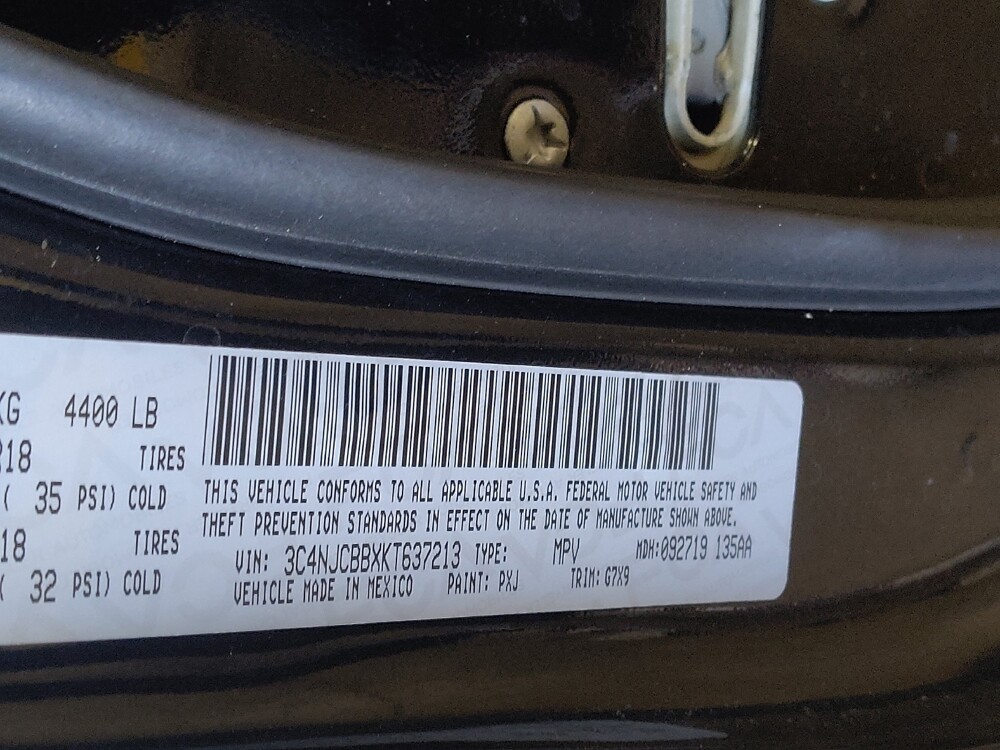 KG 4400 LB
R18 TIRES
( 35 PSI) COLD
18 TIRES
( 32 PSI) COLD
THIS VEHICLE CONFORMS TO ALL APPLICABLE U.S.A. FEDERAL MOTOR VEHICLE SAFETY AND
THEFT PREVENTION STANDARDS IN EFFECT ON THE DATE OF MANUFACTURE SHOWN ABOVE.
VIN: 3C4NJCBBXKT637213 TYPE: MPV MDH:092719 135AA
VEHICLE MADE IN MEXICO PAINT: PXJ TRIM: G7X9